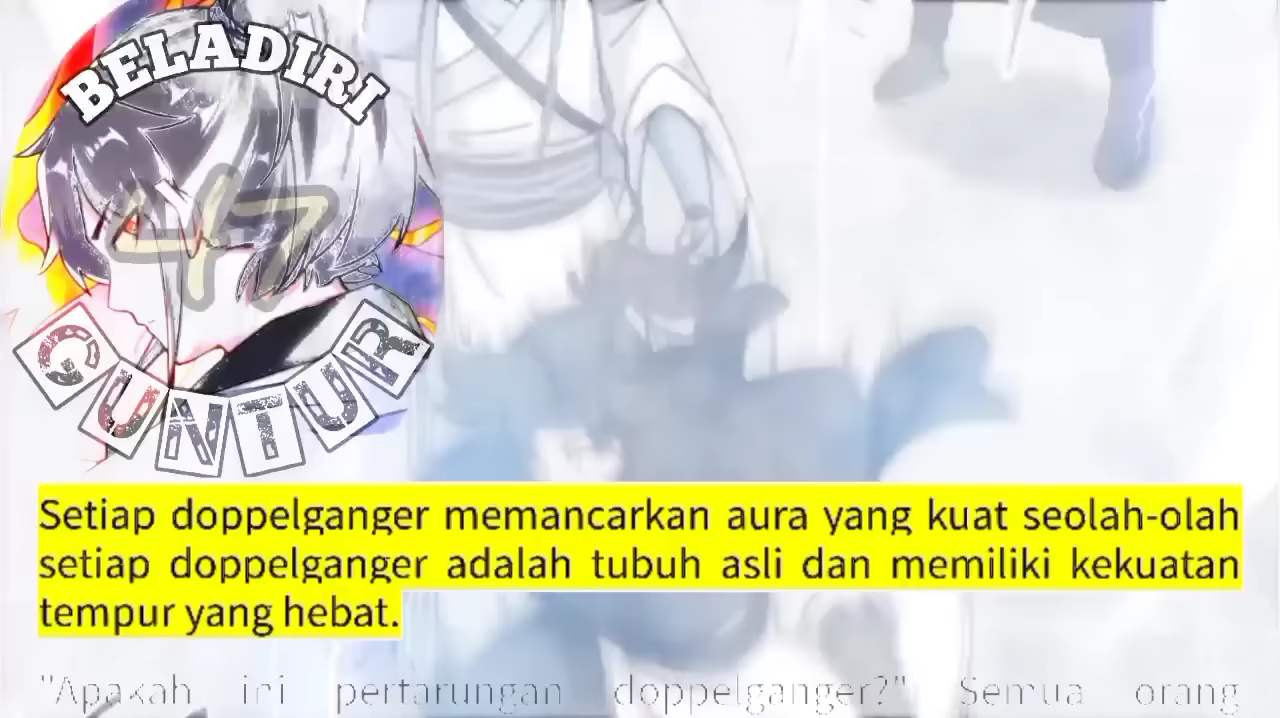 BELADIRI
47
GUNTUR
Setiap doppelganger memancarkan aura yang kuat seolah-olah
setiap doppelganger adalah tubuh asli dan memiliki kekuatan
tempur yang hebat.
"Apakah ini pertarungan doppelganger?" Semua orang